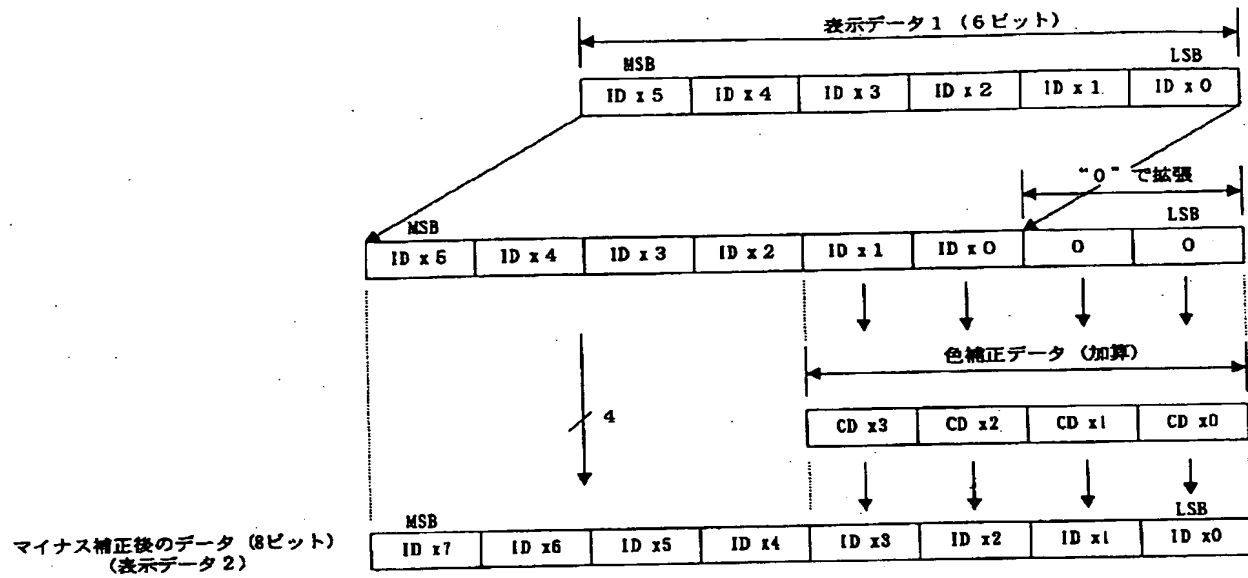 表示データ1 (6ビット)
MSB LSB
ID x 5 ID x 4 ID x 3 ID x 2 ID x 1 ID x 0
"0" で拡張
MSB LSB
ID x 5 ID x 4 ID x 3 ID x 2 ID x 1 ID x 0 0 0
色補正データ (加算)
4
CD x3 CD x2 CD x1 CD x0
MSB LSB
マイナス補正後のデータ (8ビット)
(表示データ2)
ID x7 ID x6 ID x5 ID x4 ID x3 ID x2 ID x1 ID x0